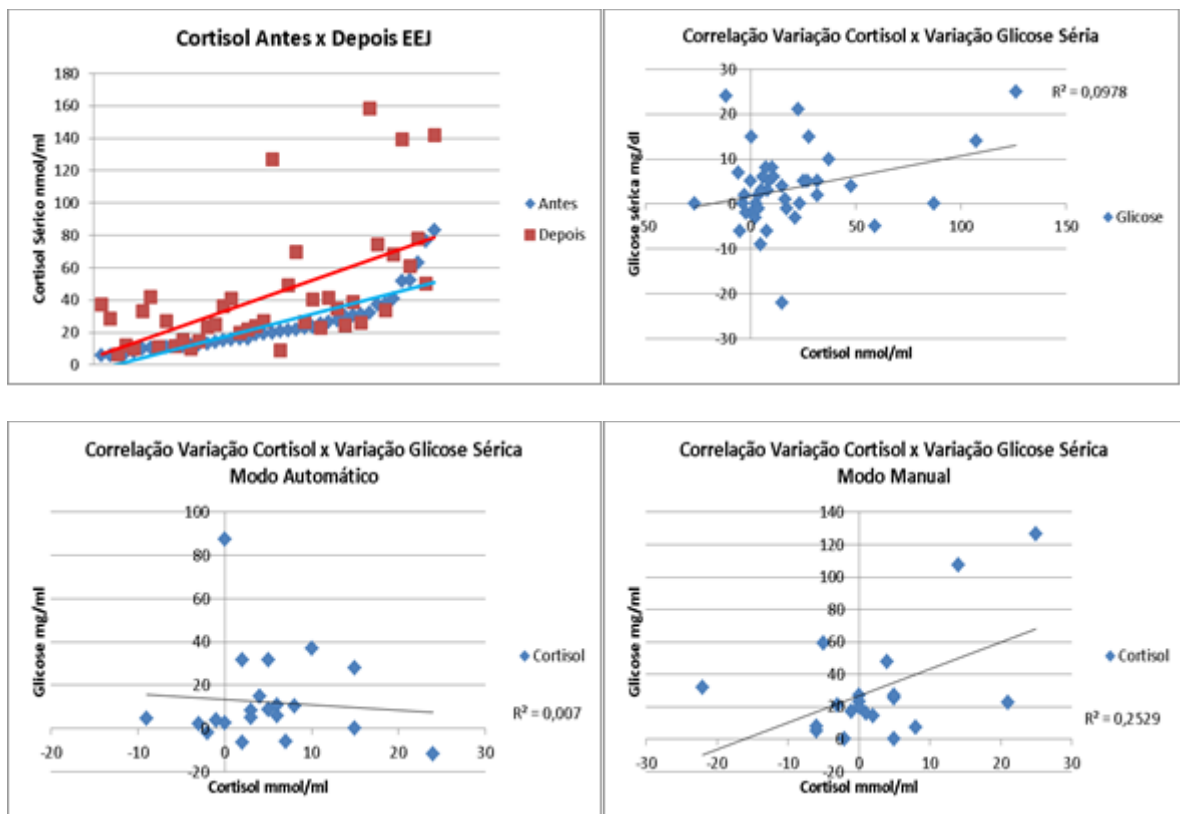 Cortisol Antes x Depois EEJ
180
160
140
120
100
80
60
40
20
0
Cortisol Sérico nmol/ml
Antes
Depois
Correlação Variação Cortisol x Variação Glicose Séria
30
20
10
0
-10
-20
-30
50
0
50
100
150
R² = 0,0978
Glicose sérica mg/dl
Glicose
Cortisol nmol/ml
Correlação Variação Cortisol x Variação Glicose Sérica
Modo Automático
100
80
60
40
20
0
-20
-20
-10
0
10
20
30
Glicose mg/ml
Cortisol
R² = 0,007
Cortisol mmol/ml
Correlação Variação Cortisol x Variação Glicose Sérica
Modo Manual
140
120
100
80
60
40
20
0
-20
-30
-20
-10
0
10
20
30
Glicose mg/ml
Cortisol
R² = 0,2529
Cortisol mmol/ml